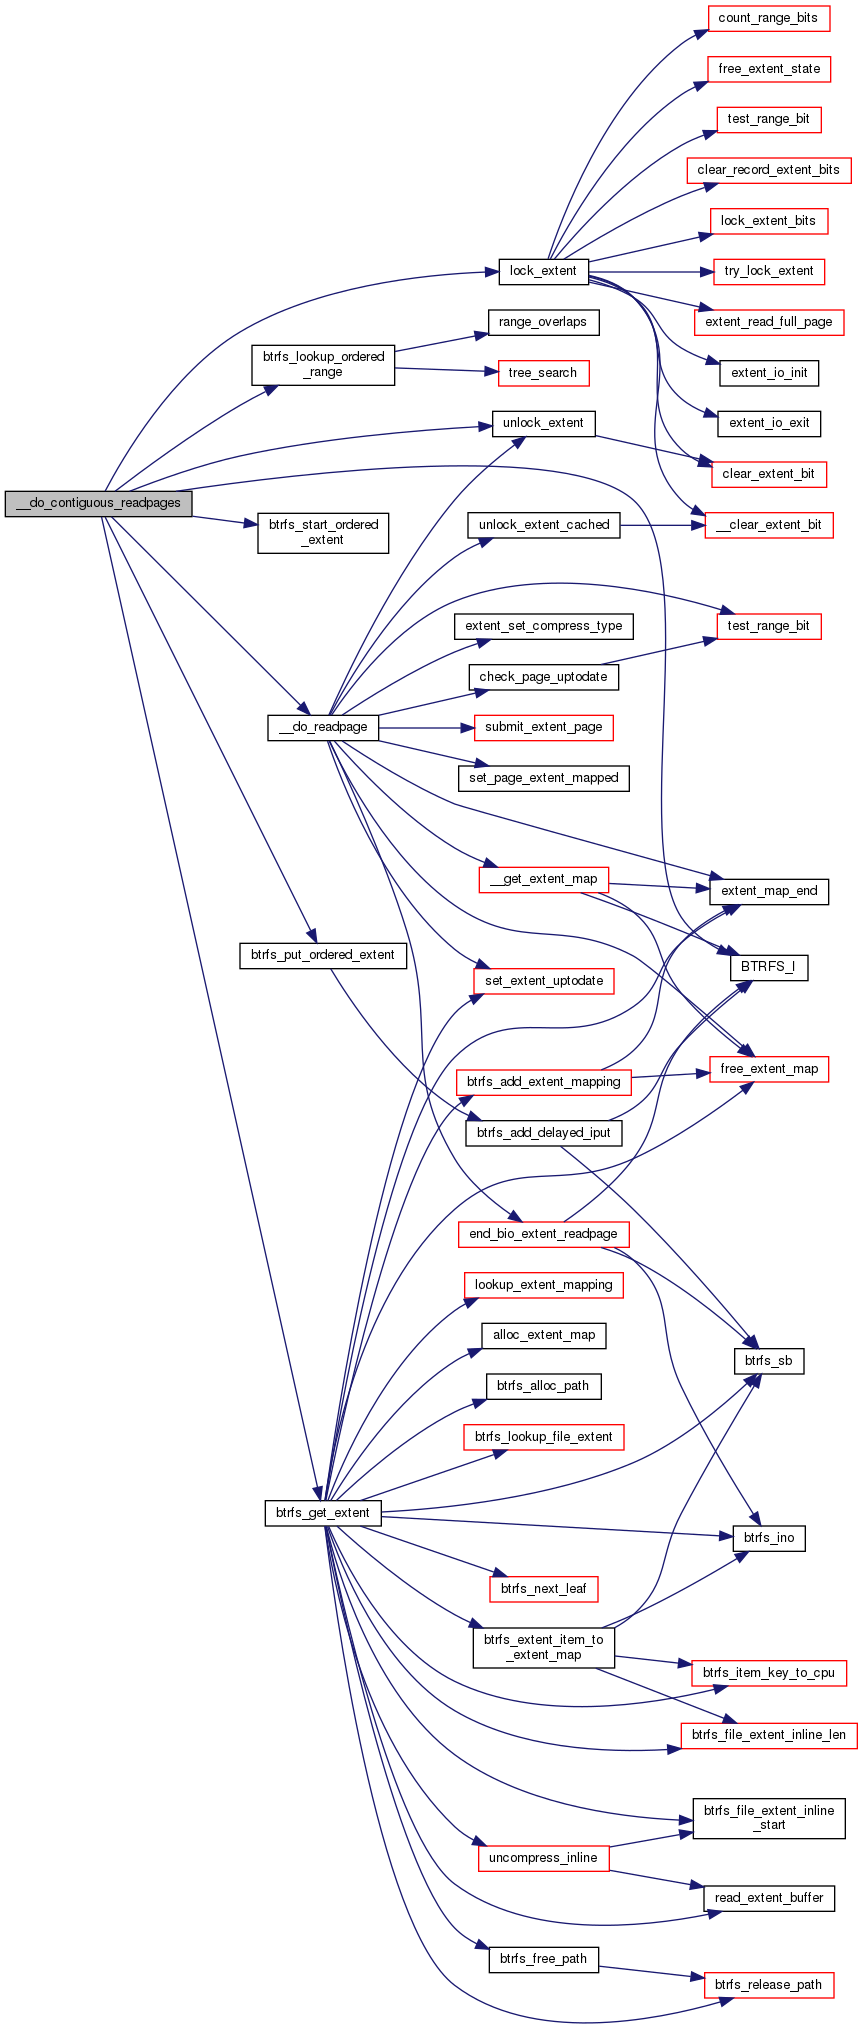 count_range_bits
free_extent_state
test_range_bit
clear_record_extent_bits
lock_extent_bits
lock_extent
try_lock_extent
extent_read_full_page
range_overlaps
btrfs_lookup_ordered
_range
tree_search
extent_io_init
unlock_extent
extent_io_exit
clear_extent_bit
__do_contiguous_readpages
btrfs_start_ordered
_extent
unlock_extent_cached
__clear_extent_bit
extent_set_compress_type
test_range_bit
check_page_uptodate
__do_readpage
submit_extent_page
set_page_extent_mapped
__get_extent_map
extent_map_end
btrfs_put_ordered_extent
BTRFS_I
set_extent_uptodate
free_extent_map
btrfs_add_extent_mapping
btrfs_add_delayed_iput
end_bio_extent_readpage
lookup_extent_mapping
alloc_extent_map
btrfs_sb
btrfs_alloc_path
btrfs_lookup_file_extent
btrfs_get_extent
btrfs_ino
btrfs_next_leaf
btrfs_extent_item_to
_extent_map
btrfs_item_key_to_cpu
btrfs_file_extent_inline_len
btrfs_file_extent_inline
_start
uncompress_inline
read_extent_buffer
btrfs_free_path
btrfs_release_path